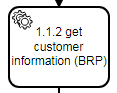 1.1.2 get
customer
information (BRP)